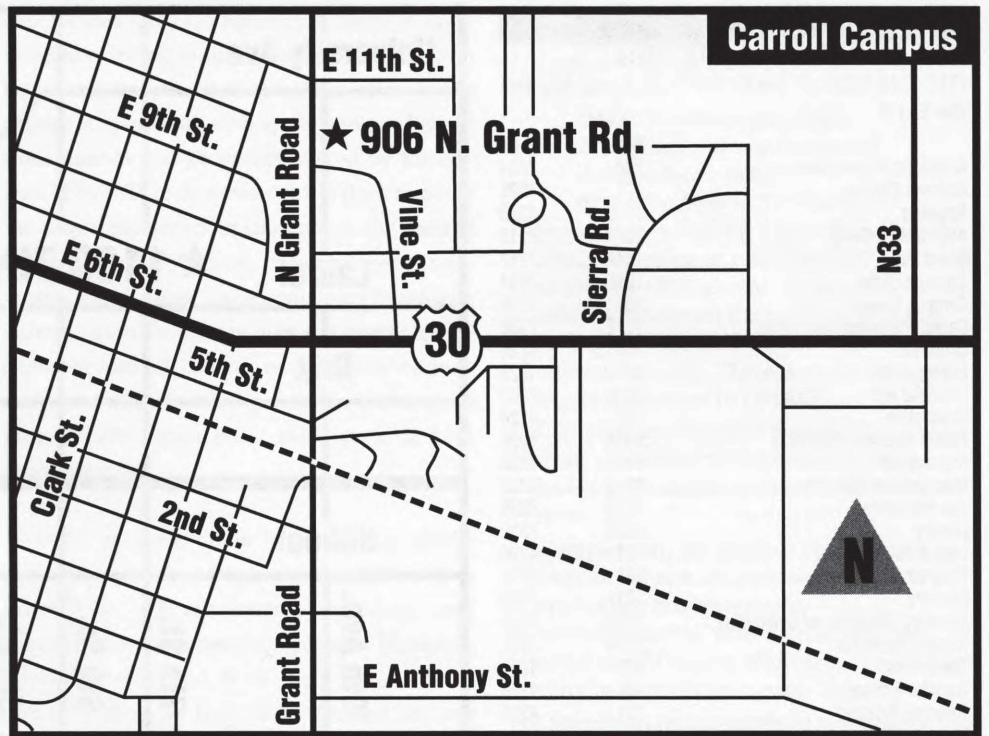 Carroll Campus
E 11th St.
E 9th St.
★ 906 N. Grant Rd.
N Grant Road
Vine St.
Sierra Rd.
N33
E 6th St.
30
5th St.
Clark St.
2nd St.
N
Grant Road
E Anthony St.